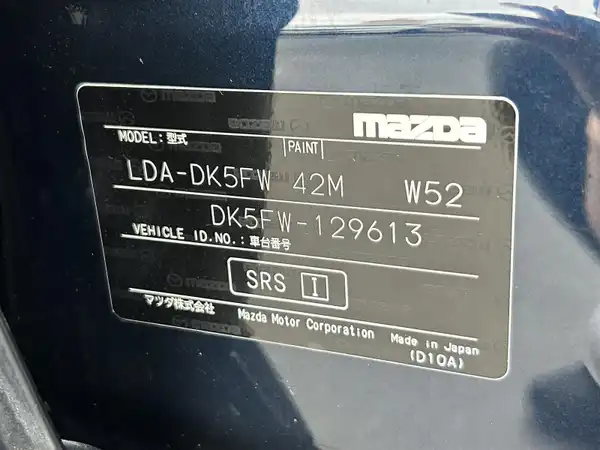 mazda
MODEL:型式 PAINT
LDA-DK5FW 42M W52
DK5FW-129613
VEHICLE ID.NO.:車台番号
SRS I
マツダ株式会社 Mazda Motor Corporation Made in Japan
(D10A)